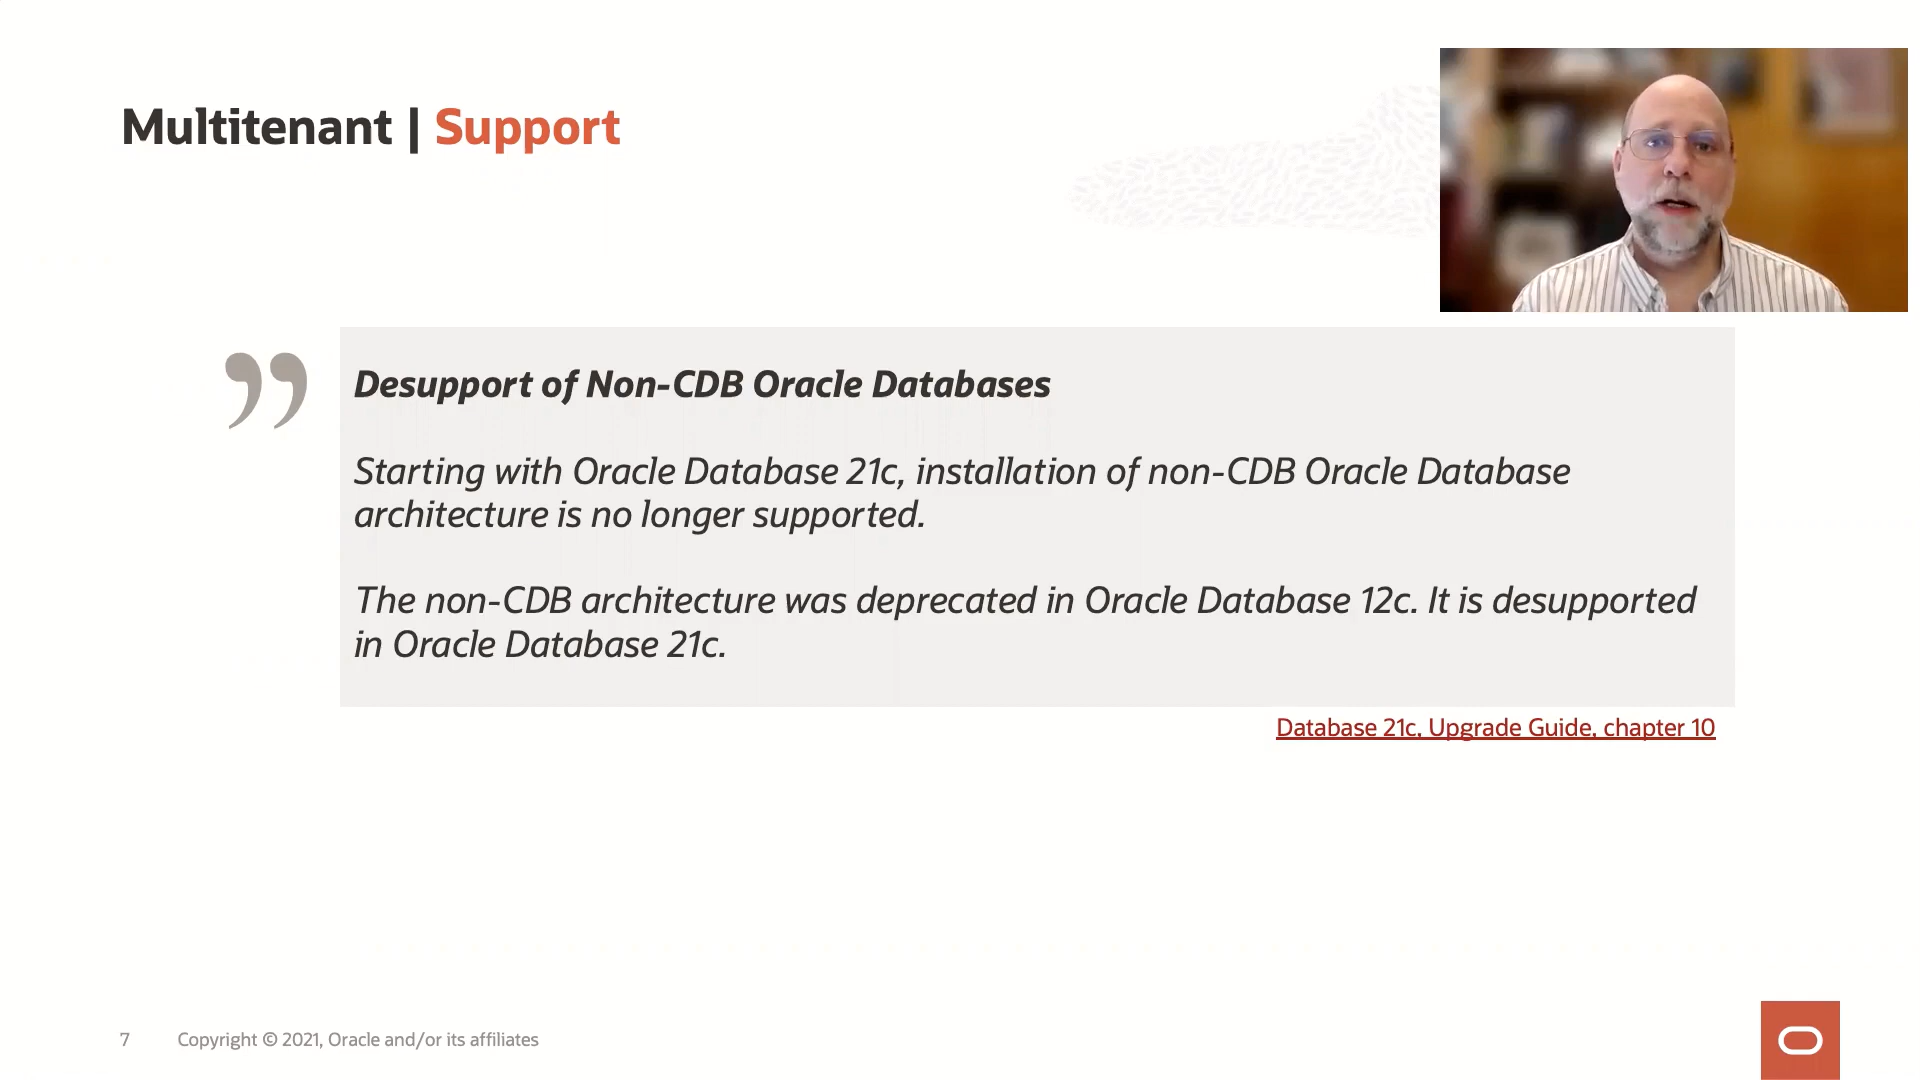 Multitenant | Support
”
Desupport of Non-CDB Oracle Databases
Starting with Oracle Database 21c, installation of non-CDB Oracle Database
architecture is no longer supported.
The non-CDB architecture was deprecated in Oracle Database 12c. It is desupported
in Oracle Database 21c.
Database 21c, Upgrade Guide, chapter 10
7 Copyright © 2021, Oracle and/or its affiliates